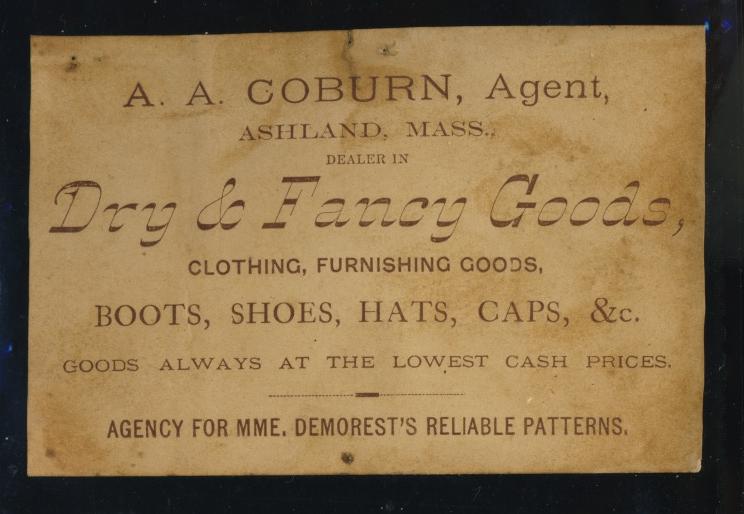 A. A. COBURN, Agent,
ASHLAND, MASS.,
DEALER IN
Dry & Fancy Goods,
CLOTHING, FURNISHING GOODS,
BOOTS, SHOES, HATS, CAPS, &c.
GOODS ALWAYS AT THE LOWEST CASH PRICES.
AGENCY FOR MME. DEMOREST'S RELIABLE PATTERNS.